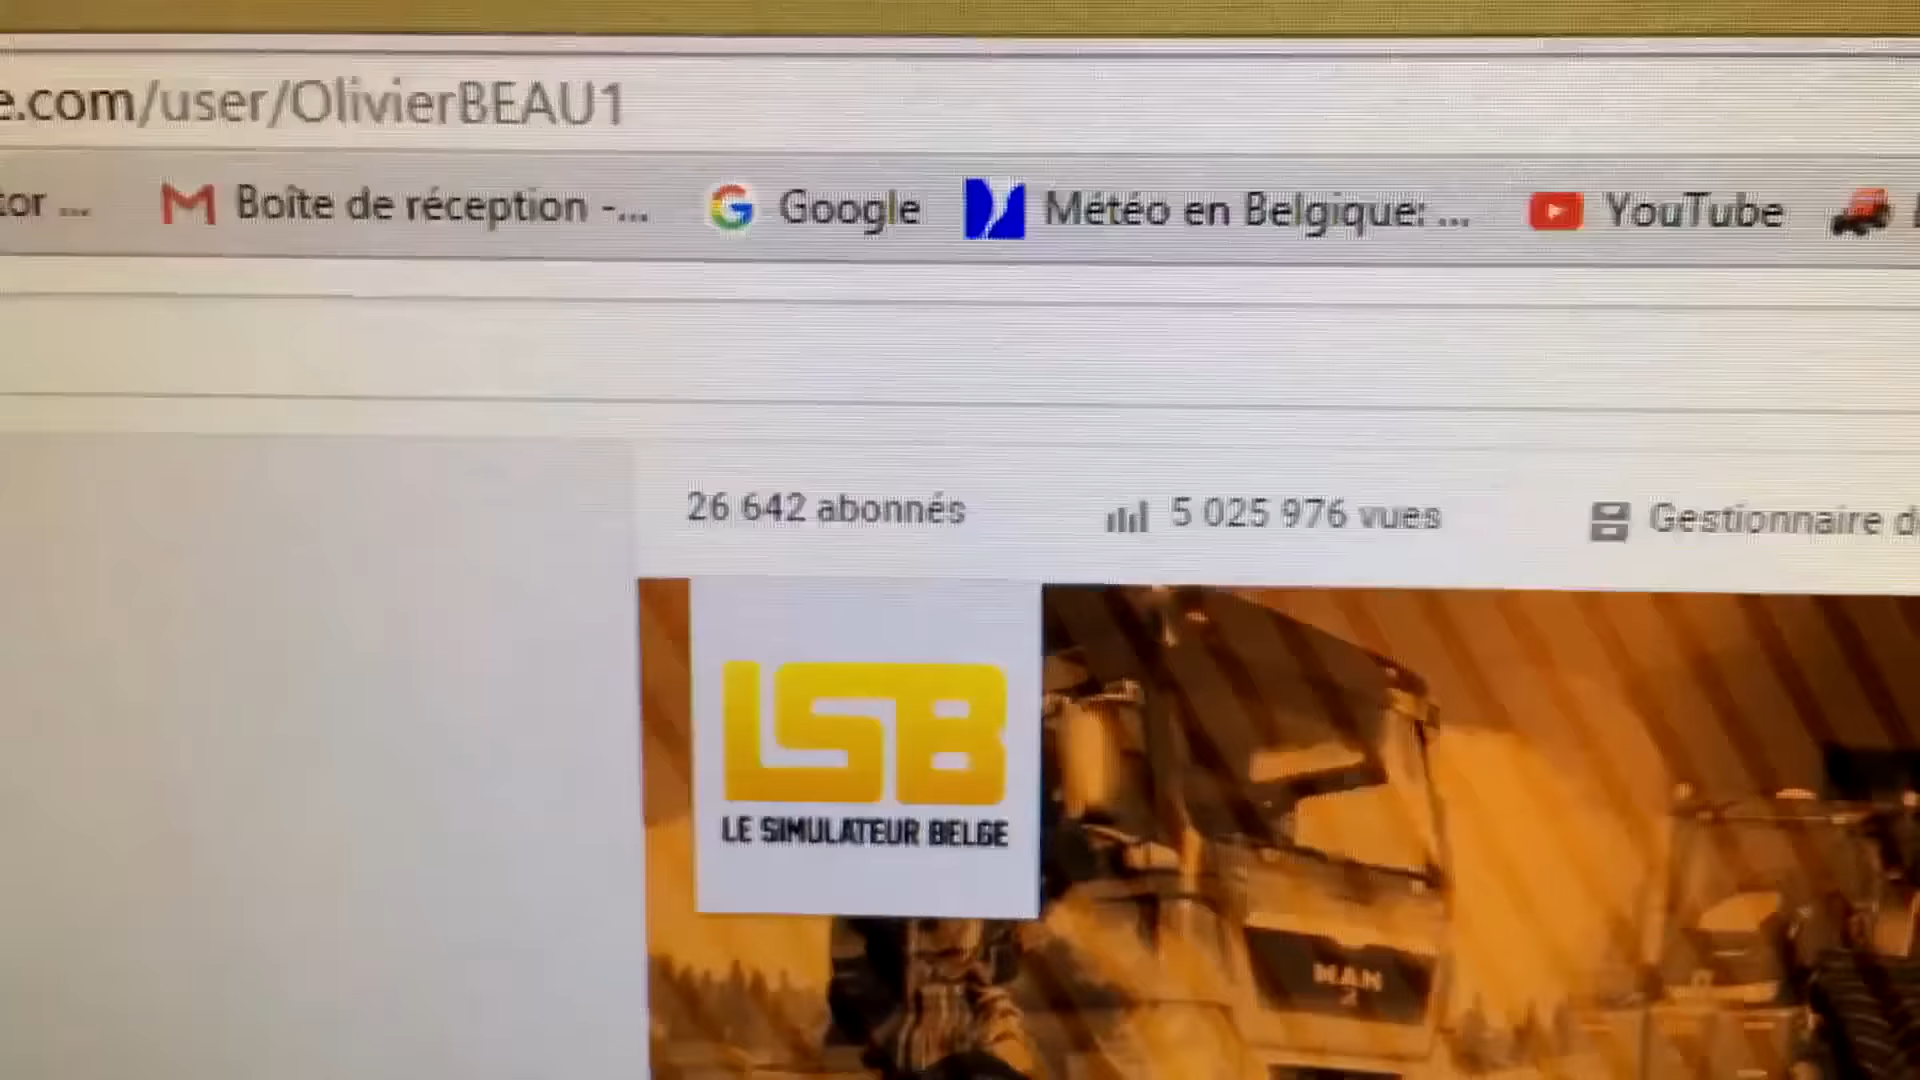 e.com/user/OlivierBEAU1
tor ... Boîte de réception -... Google Météo en Belgique: ... YouTube
26 642 abonnés 5 025 976 vues Gestionnaire d
LSB
LE SIMULATEUR BELGE
MAN